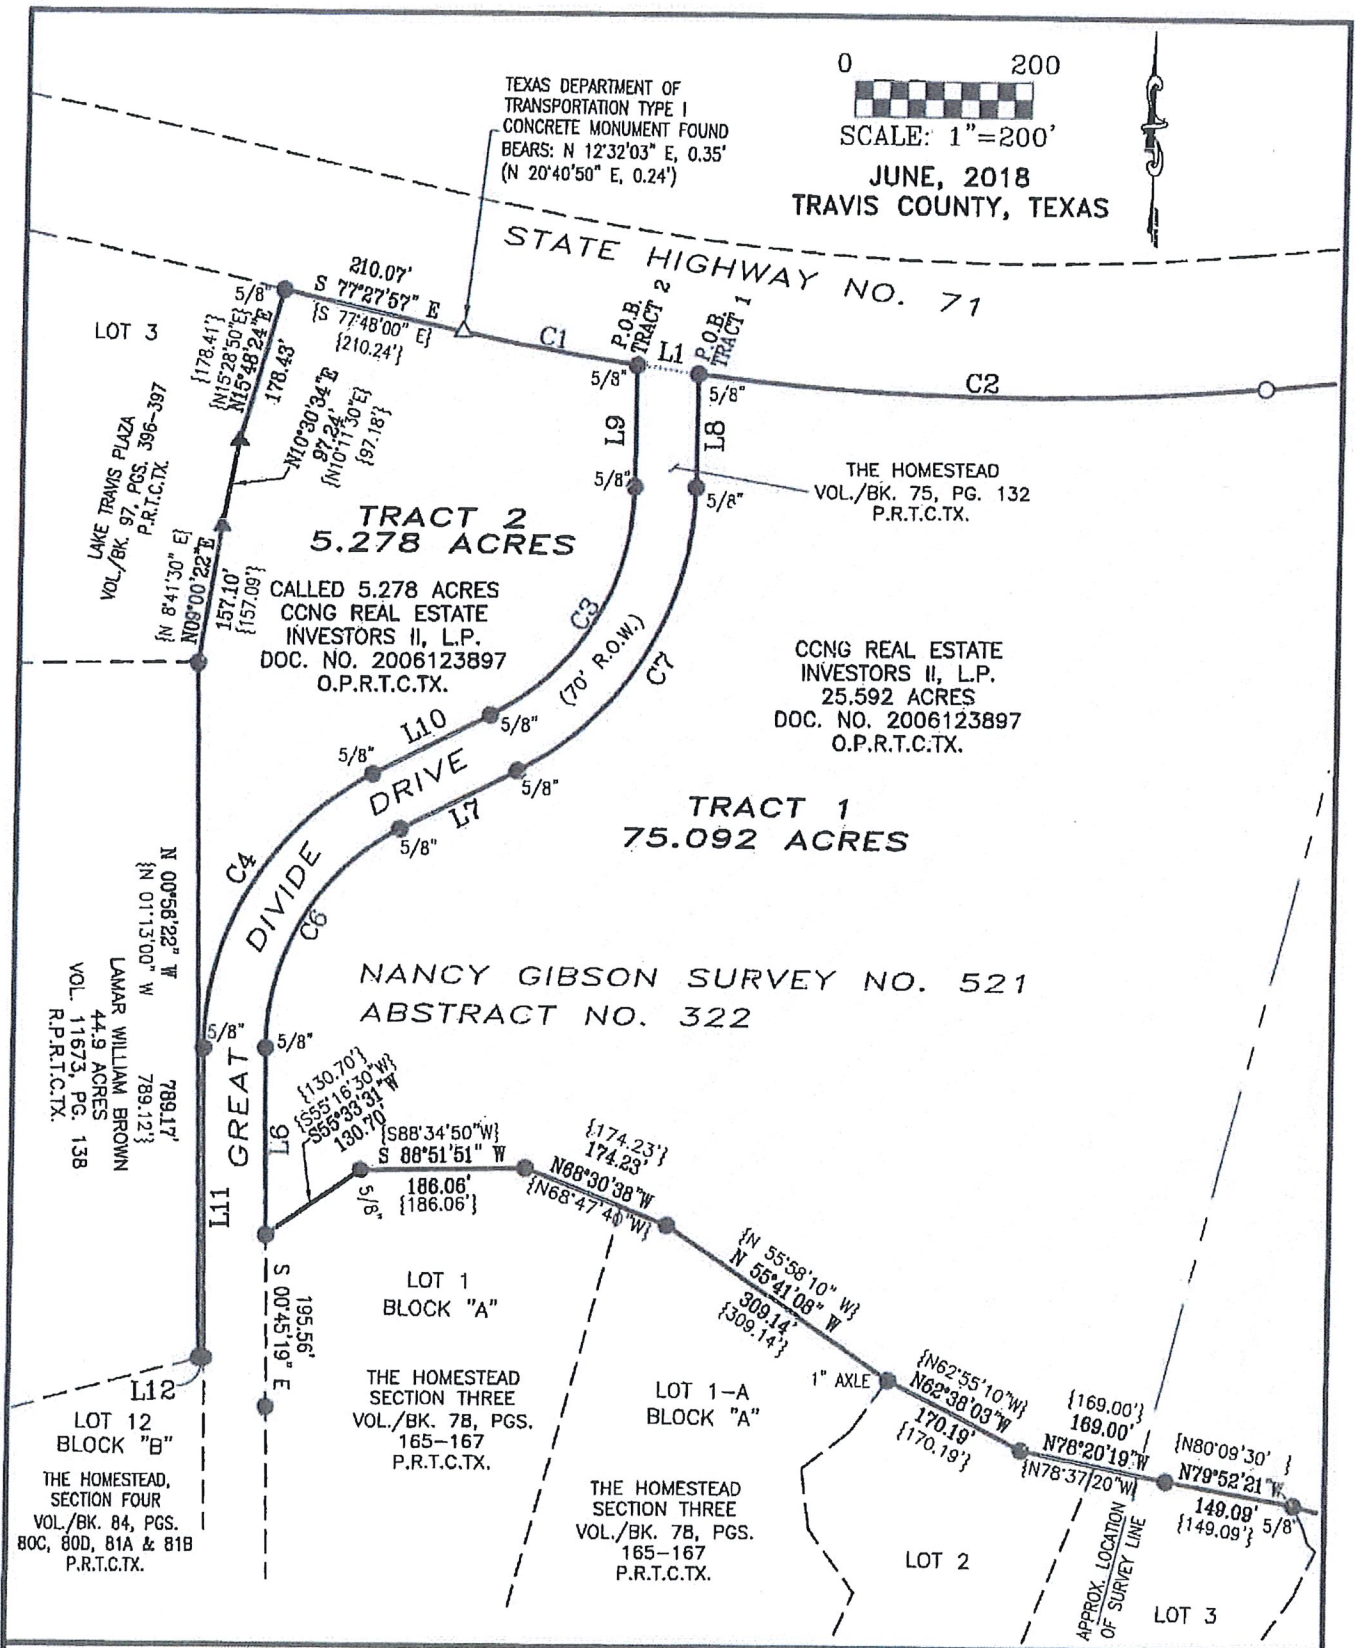 0 200
SCALE: 1"=200'
JUNE, 2018
TRAVIS COUNTY, TEXAS
TEXAS DEPARTMENT OF
TRANSPORTATION TYPE I
CONCRETE MONUMENT FOUND
BEARS: N 12°32'03" E, 0.35'
(N 20°40'50" E, 0.24')
STATE HIGHWAY NO. 71
210.07'
S 77°27'57" E
{S 77°48'00" E}
{210.24'}
5/8"
C1
P.O.B.
TRACT 2
L1
P.O.B.
TRACT 1
5/8"
5/8"
C2
LOT 3
{178.41'}
{N15°28'50"E}
N15°48'24"E
178.43'
N10°30'34"E
97.24'
{N10°11'30"E}
{97.18'}
LAKE TRAVIS PLAZA
VOL./BK. 97, PGS. 396-397
P.R.T.C.TX.
{N 8°41'30" E}
N09°00'22"E
157.10'
{157.09'}
L9
L8
5/8"
5/8"
THE HOMESTEAD
VOL./BK. 75, PG. 132
P.R.T.C.TX.
TRACT 2
5.278 ACRES
CALLED 5.278 ACRES
CCNG REAL ESTATE
INVESTORS II, L.P.
DOC. NO. 2006123897
O.P.R.T.C.TX.
C3
(70' R.O.W.)
C7
CCNG REAL ESTATE
INVESTORS II, L.P.
25.592 ACRES
DOC. NO. 2006123897
O.P.R.T.C.TX.
L10
5/8"
5/8"
5/8"
L7
5/8"
TRACT 1
75.092 ACRES
GREAT DIVIDE DRIVE
C4
C6
N 00°56'22" W 789.17'
{N 01°13'00" W 789.12'}
LAMAR WILLIAM BROWN
44.9 ACRES
VOL. 11673, PG. 138
R.P.R.T.C.TX.
NANCY GIBSON SURVEY NO. 521
ABSTRACT NO. 322
5/8"
5/8"
L6
L11
{130.70'}
{S55°16'30"W}
S55°33'31"W
130.70'
{S88°34'50"W}
S 88°51'51" W
186.06'
{186.06'}
5/8"
{174.23'}
174.23'
N68°30'38"W
{N68°47'40"W}
{N 55°58'10" W}
N 55°41'08" W
309.14'
{309.14'}
195.56'
S 00°45'19" E
LOT 1
BLOCK "A"
THE HOMESTEAD
SECTION THREE
VOL./BK. 78, PGS.
165-167
P.R.T.C.TX.
LOT 1-A
BLOCK "A"
THE HOMESTEAD
SECTION THREE
VOL./BK. 78, PGS.
165-167
P.R.T.C.TX.
1" AXLE
{N62°55'10"W}
N62°38'03"W
170.19'
{170.19'}
{169.00'}
169.00'
N78°20'19"W
{N78°37'20"W}
{N80°09'30" }
N79°52'21"W
149.09'
{149.09'}
5/8"
L12
LOT 12
BLOCK "B"
THE HOMESTEAD,
SECTION FOUR
VOL./BK. 84, PGS.
80C, 80D, 81A & 81B
P.R.T.C.TX.
LOT 2
APPROX. LOCATION
OF SURVEY LINE
LOT 3